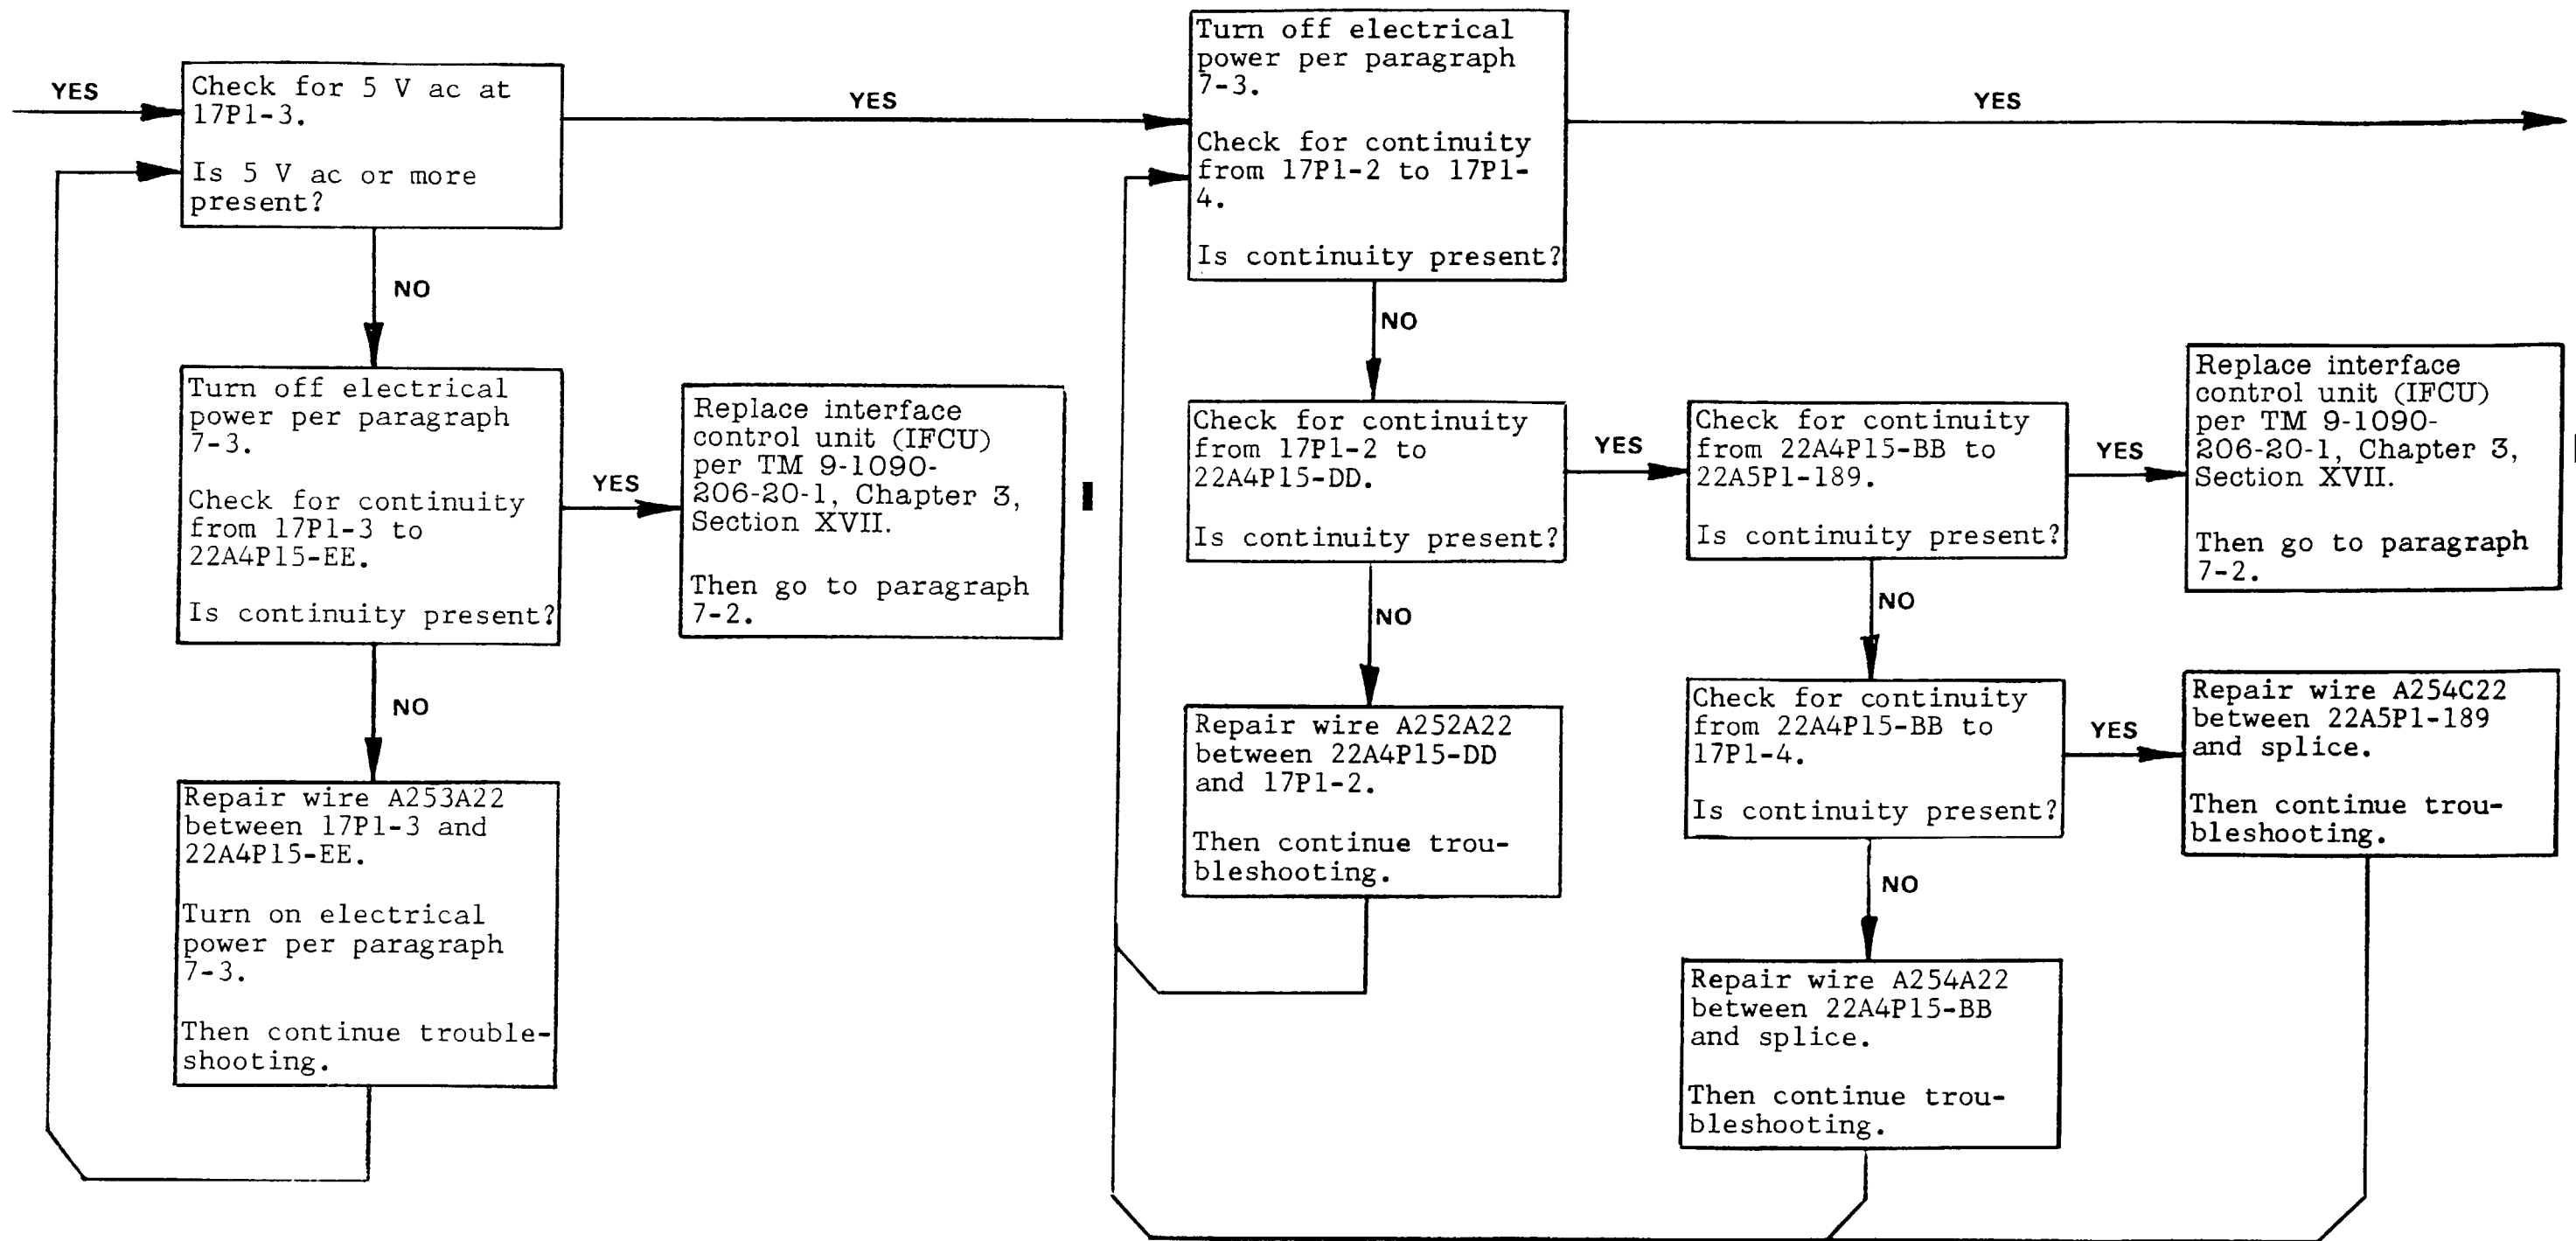 YES
Check for 5 V ac at
17P1-3.
Is 5 V ac or more
present?
YES
Turn off electrical
power per paragraph
7-3.
Check for continuity
from 17P1-2 to 17P1-
4.
Is continuity present?
YES
NO
Turn off electrical
power per paragraph
7-3.
Check for continuity
from 17P1-3 to
22A4P15-EE.
Is continuity present?
YES
Replace interface
control unit (IFCU)
per TM 9-1090-
206-20-1, Chapter 3,
Section XVII.
Then go to paragraph
7-2.
NO
Repair wire A253A22
between 17P1-3 and
22A4P15-EE.
Turn on electrical
power per paragraph
7-3.
Then continue trouble-
shooting.
NO
Check for continuity
from 17P1-2 to
22A4P15-DD.
Is continuity present?
YES
Check for continuity
from 22A4P15-BB to
22A5P1-189.
Is continuity present?
YES
Replace interface
control unit (IFCU)
per TM 9-1090-
206-20-1, Chapter 3,
Section XVII.
Then go to paragraph
7-2.
NO
Repair wire A252A22
between 22A4P15-DD
and 17P1-2.
Then continue trou-
bleshooting.
NO
Check for continuity
from 22A4P15-BB to
17P1-4.
Is continuity present?
YES
Repair wire A254C22
between 22A5P1-189
and splice.
Then continue trou-
bleshooting.
NO
Repair wire A254A22
between 22A4P15-BB
and splice.
Then continue trou-
bleshooting.